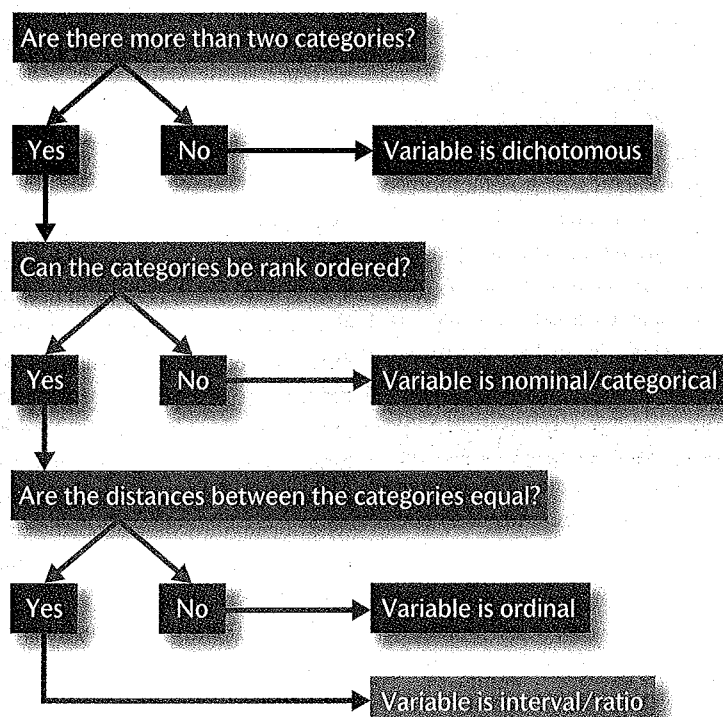 Are there more than two categories?
Yes
No
Variable is dichotomous
Can the categories be rank ordered?
Yes
No
Variable is nominal/categorical
Are the distances between the categories equal?
Yes
No
Variable is ordinal
Variable is interval/ratio